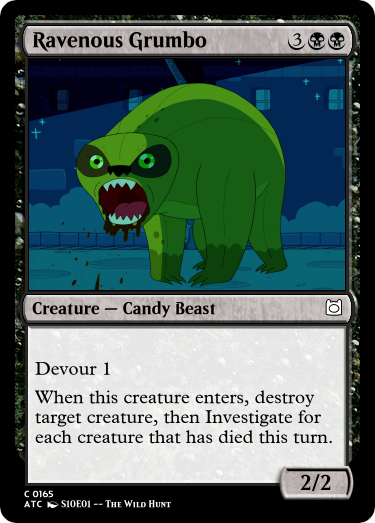 Ravenous Grumbo 3
Creature — Candy Beast
Devour 1
When this creature enters, destroy
target creature, then Investigate for
each creature that has died this turn.
2/2
C 0165
ATC S10E01 -- The Wild Hunt